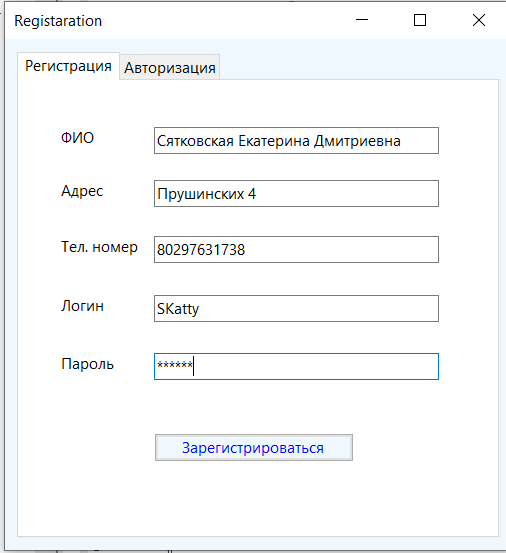 Registaration
Регистрация Авторизация
ФИО Сятковская Екатерина Дмитриевна
Адрес Прушинских 4
Тел. номер 80297631738
Логин SKatty
Пароль ******
Зарегистрироваться